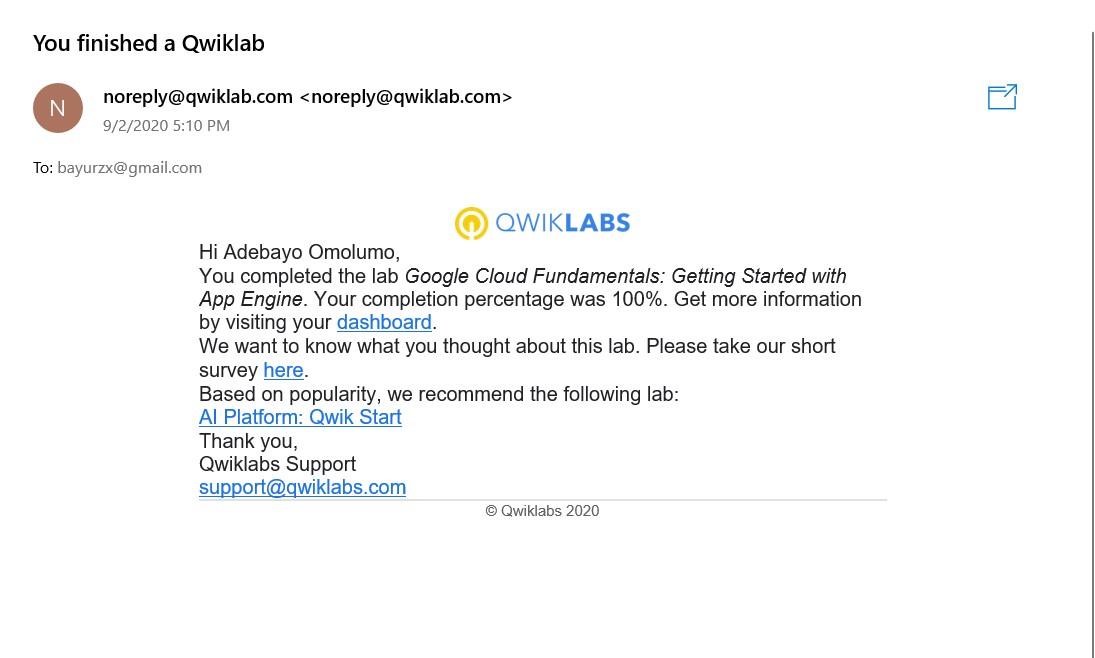 You finished a Qwiklab
N
noreply@qwiklab.com <noreply@qwiklab.com>
9/2/2020 5:10 PM
To: bayurzx@gmail.com
QWIKLABS
Hi Adebayo Omolumo,
You completed the lab Google Cloud Fundamentals: Getting Started with
App Engine. Your completion percentage was 100%. Get more information
by visiting your dashboard.
We want to know what you thought about this lab. Please take our short
survey here.
Based on popularity, we recommend the following lab:
AI Platform: Qwik Start
Thank you,
Qwiklabs Support
support@qwiklabs.com
© Qwiklabs 2020